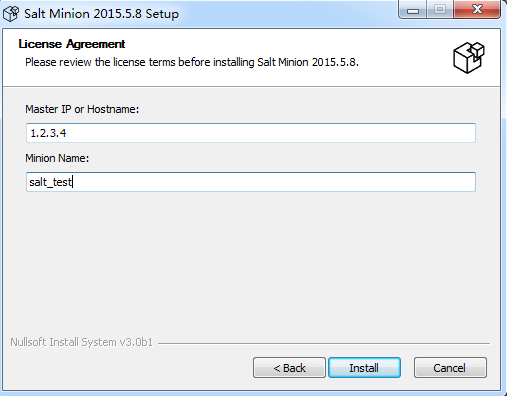 Salt Minion 2015.5.8 Setup
License Agreement
Please review the license terms before installing Salt Minion 2015.5.8.
Master IP or Hostname:
1.2.3.4
Minion Name:
salt_test
Nullsoft Install System v3.0b1
< Back
Install
Cancel